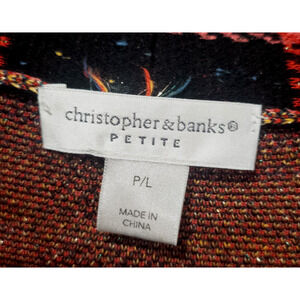 christopher & banks®
PETITE
P/L
MADE IN
CHINA